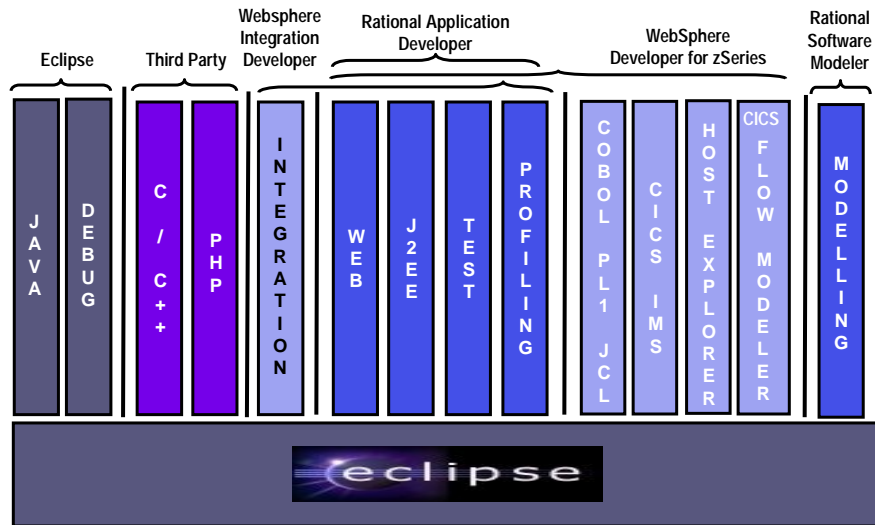 Eclipse
Third Party
Websphere
Integration
Developer
Rational Application
Developer
WebSphere
Developer for zSeries
Rational
Software
Modeler
JAVA
DEBUG
C / C++
PHP
INTEGRATION
WEB
J2EE
TEST
PROFILING
COBOL PL1 JCL
CICS IMS
HOST EXPLORER
CICS
FLOW MODELER
MODELLING
eclipse